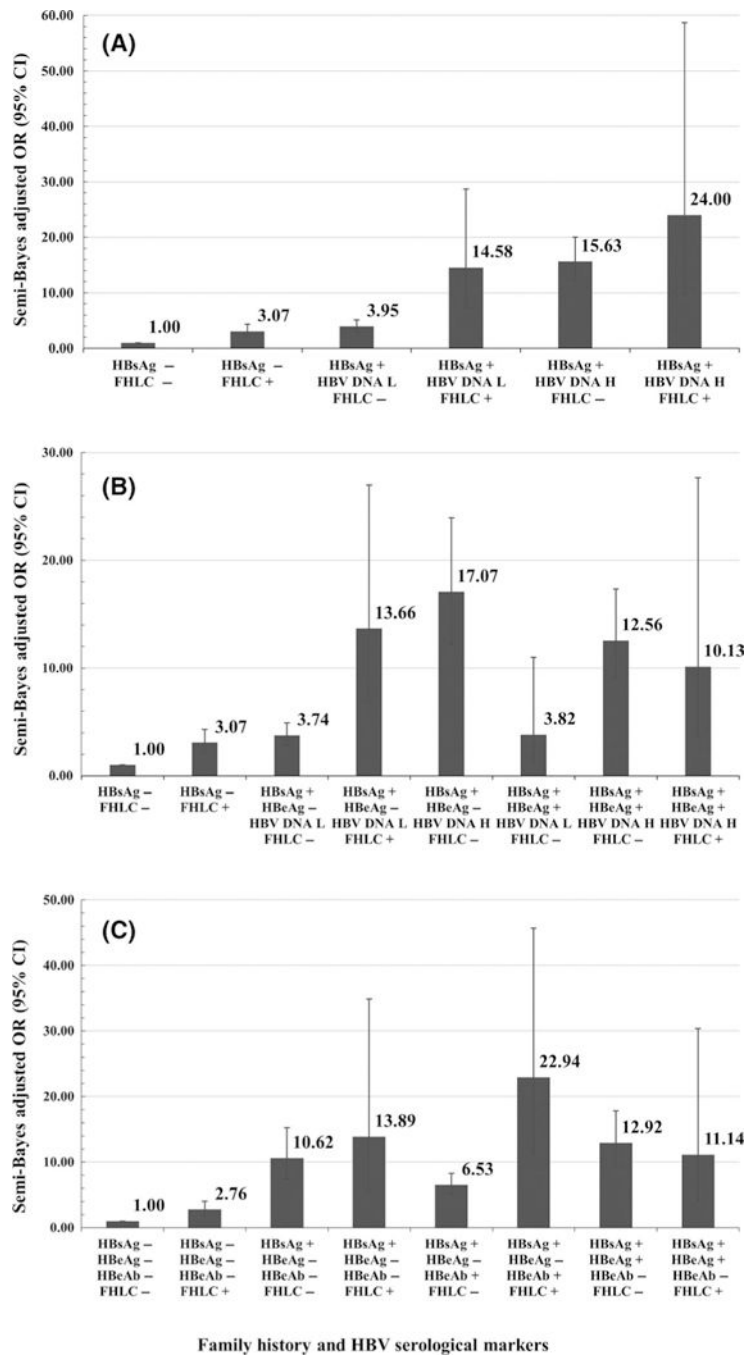 (A)
Semi-Bayes adjusted OR (95% CI)
60.00
50.00
40.00
30.00
20.00
10.00
0.00
1.00
3.07
3.95
14.58
15.63
24.00
HBsAg –
FHLC –
HBsAg –
FHLC +
HBsAg +
HBV DNA L
FHLC –
HBsAg +
HBV DNA L
FHLC +
HBsAg +
HBV DNA H
FHLC –
HBsAg +
HBV DNA H
FHLC +
(B)
Semi-Bayes adjusted OR (95% CI)
30.00
20.00
10.00
0.00
1.00
3.07
3.74
13.66
17.07
3.82
12.56
10.13
HBsAg –
FHLC –
HBsAg –
FHLC +
HBsAg +
HBeAg –
HBV DNA L
FHLC –
HBsAg +
HBeAg –
HBV DNA L
FHLC +
HBsAg +
HBeAg –
HBV DNA H
FHLC –
HBsAg +
HBeAg +
HBV DNA L
FHLC –
HBsAg +
HBeAg +
HBV DNA H
FHLC –
HBsAg +
HBeAg +
HBV DNA H
FHLC +
(C)
Semi-Bayes adjusted OR (95% CI)
50.00
40.00
30.00
20.00
10.00
0.00
1.00
2.76
10.62
13.89
6.53
22.94
12.92
11.14
HBsAg –
HBeAg –
HBeAb –
FHLC –
HBsAg –
HBeAg –
HBeAb –
FHLC +
HBsAg +
HBeAg –
HBeAb –
FHLC –
HBsAg +
HBeAg –
HBeAb –
FHLC +
HBsAg +
HBeAg –
HBeAb +
FHLC –
HBsAg +
HBeAg –
HBeAb +
FHLC +
HBsAg +
HBeAg +
HBeAb –
FHLC –
HBsAg +
HBeAg +
HBeAb –
FHLC +
Family history and HBV serological markers